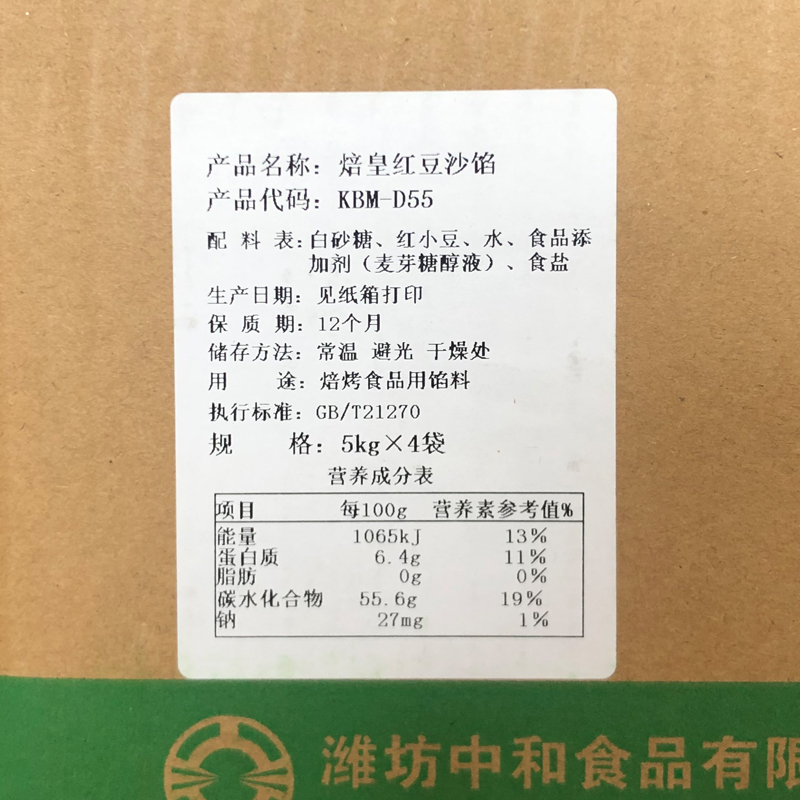 产品名称：焙皇红豆沙馅
产品代码：KBM-D55
配 料 表：白砂糖、红小豆、水、食品添
加剂（麦芽糖醇液）、食盐
生产日期：见纸箱打印
保 质 期：12个月
储存方法：常温 避光 干燥处
用 途：焙烤食品用馅料
执行标准：GB/T21270
规 格：5kg×4袋
营养成分表
项目 每100g 营养素参考值%
能量 1065kJ 13%
蛋白质 6.4g 11%
脂肪 0g 0%
碳水化合物 55.6g 19%
钠 27mg 1%
潍坊中和食品有限